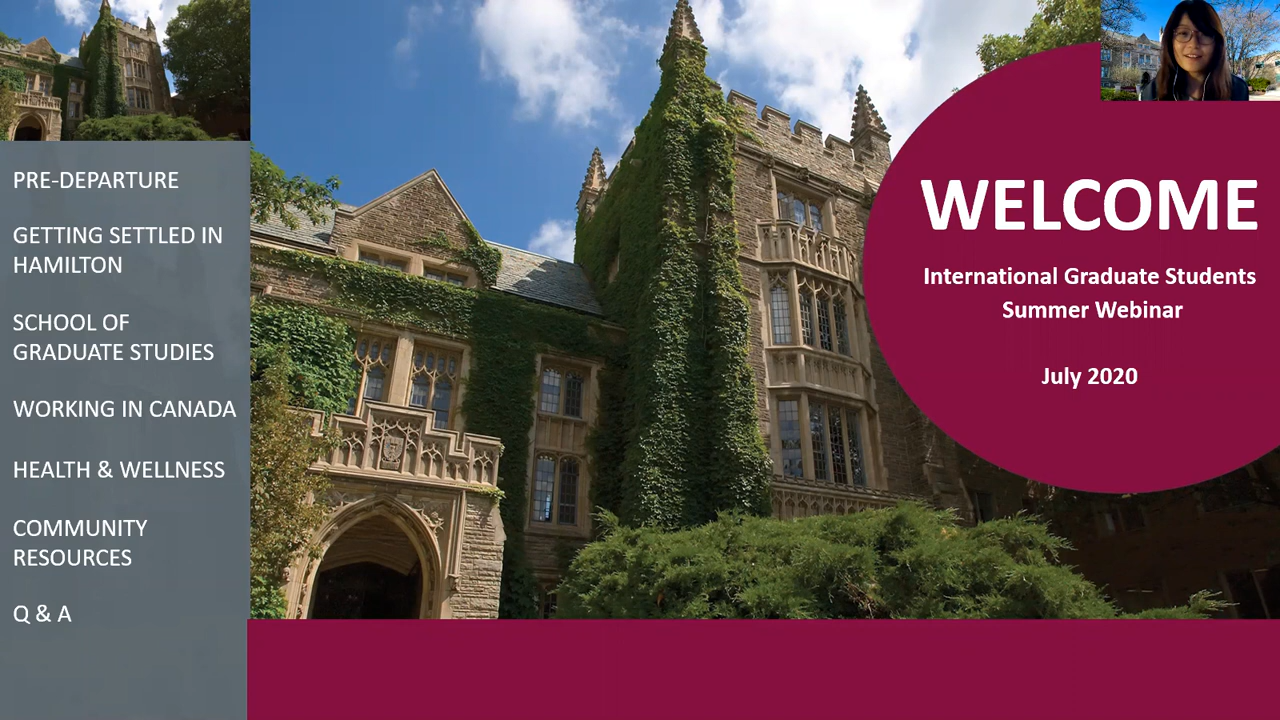 PRE-DEPARTURE
GETTING SETTLED IN
HAMILTON
SCHOOL OF
GRADUATE STUDIES
WORKING IN CANADA
HEALTH & WELLNESS
COMMUNITY
RESOURCES
Q & A
WELCOME
International Graduate Students
Summer Webinar
July 2020